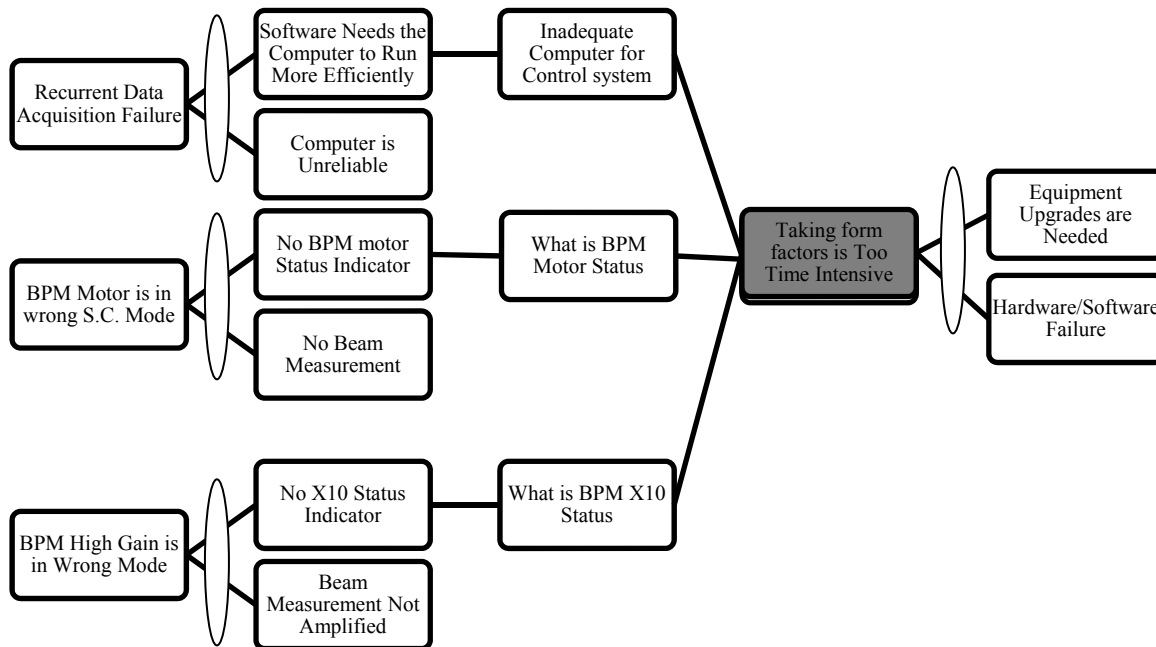 Recurrent Data
Acquisition Failure
Software Needs the
Computer to Run
More Efficiently
Computer is
Unreliable
Inadequate
Computer for
Control system
BPM Motor is in
wrong S.C. Mode
No BPM motor
Status Indicator
No Beam
Measurement
What is BPM
Motor Status
BPM High Gain is
in Wrong Mode
No X10 Status
Indicator
Beam
Measurement Not
Amplified
What is BPM X10
Status
Taking form
factors is Too
Time Intensive
Equipment
Upgrades are
Needed
Hardware/Software
Failure